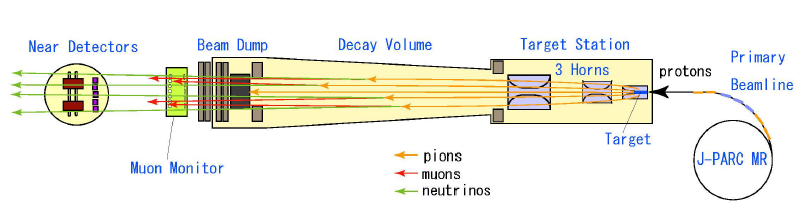 Near Detectors
Beam Dump
Decay Volume
Target Station
3 Horns
protons
Primary
Beamline
Target
J-PARC MR
Muon Monitor
pions
muons
neutrinos